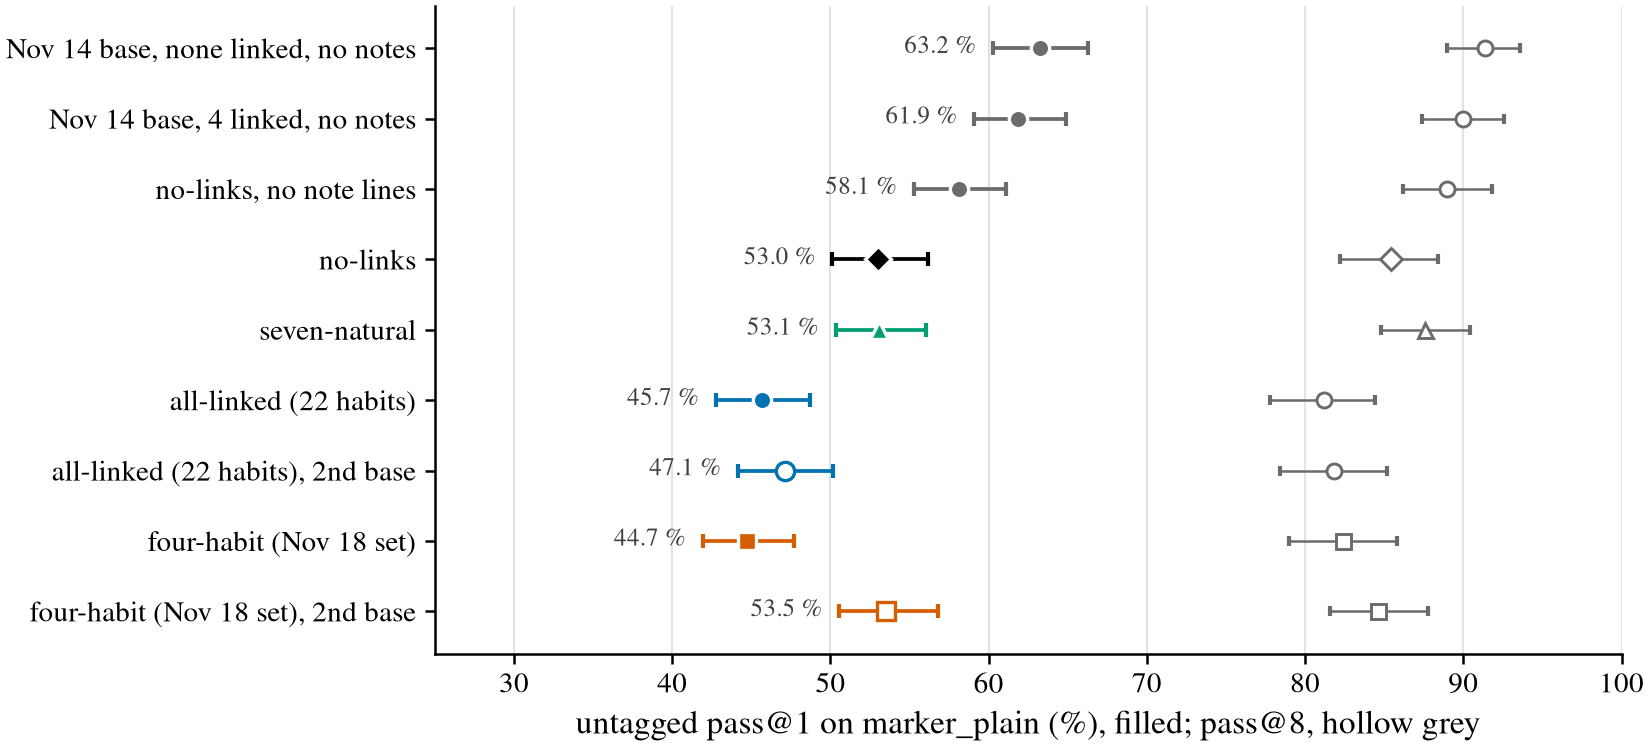 Nov 14 base, none linked, no notes 63.2 %
Nov 14 base, 4 linked, no notes 61.9 %
no-links, no note lines 58.1 %
no-links 53.0 %
seven-natural 53.1 %
all-linked (22 habits) 45.7 %
all-linked (22 habits), 2nd base 47.1 %
four-habit (Nov 18 set) 44.7 %
four-habit (Nov 18 set), 2nd base 53.5 %
30 40 50 60 70 80 90 100
untagged pass@1 on marker_plain (%), filled; pass@8, hollow grey